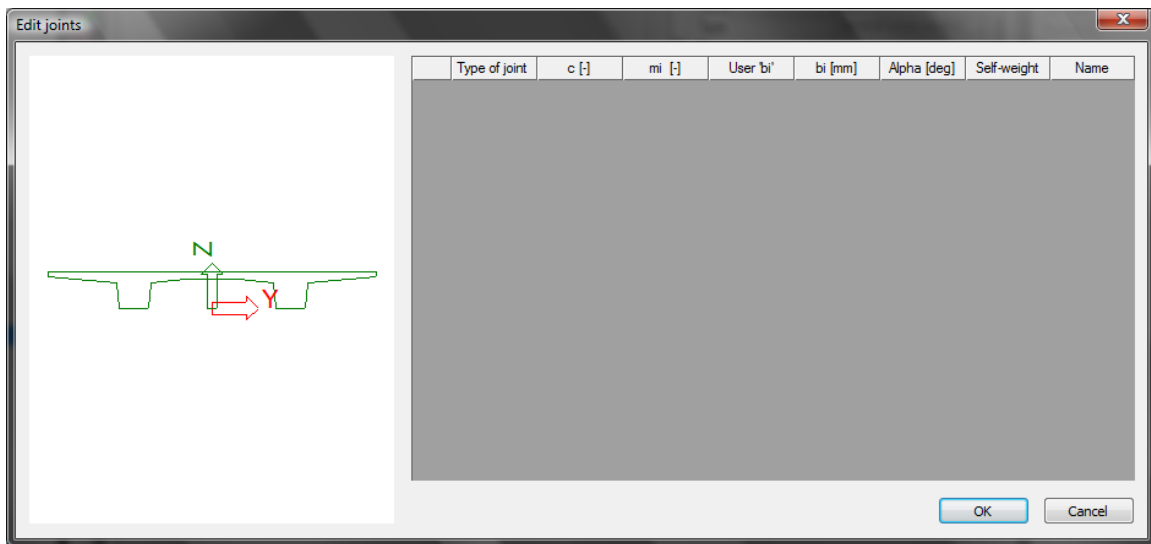 Edit joints
Type of joint c [-] mi [-] User 'bi' bi [mm] Alpha [deg] Self-weight Name
Z
Y
OK Cancel